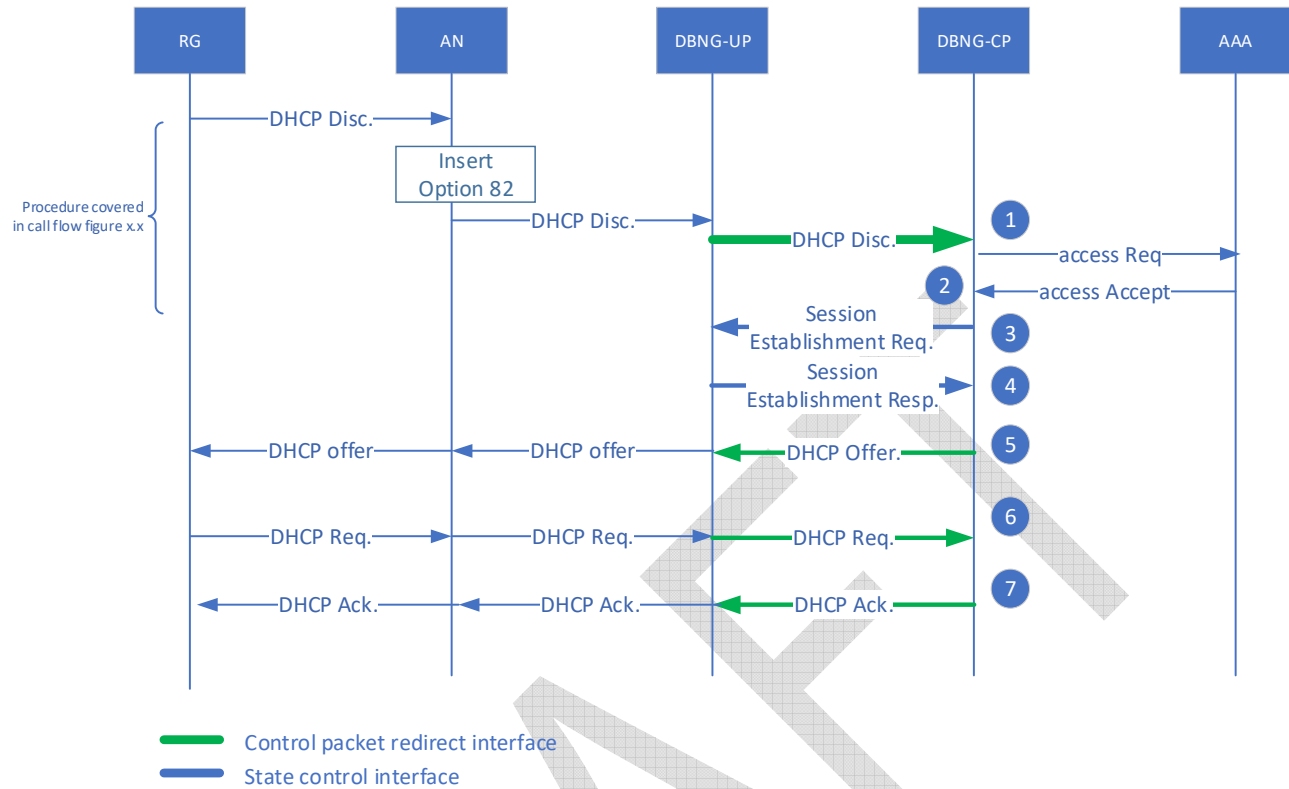 RG
AN
DBNG-UP
DBNG-CP
AAA
DHCP Disc.
Insert
Option 82
Procedure covered
in call flow figure x.x
DHCP Disc.
DHCP Disc.
1
access Req
2
access Accept
Session
Establishment Req.
3
Session
Establishment Resp.
4
DHCP offer
DHCP offer
DHCP Offer.
5
DHCP Req.
DHCP Req.
DHCP Req.
6
DHCP Ack.
DHCP Ack.
DHCP Ack.
7
Control packet redirect interface
State control interface